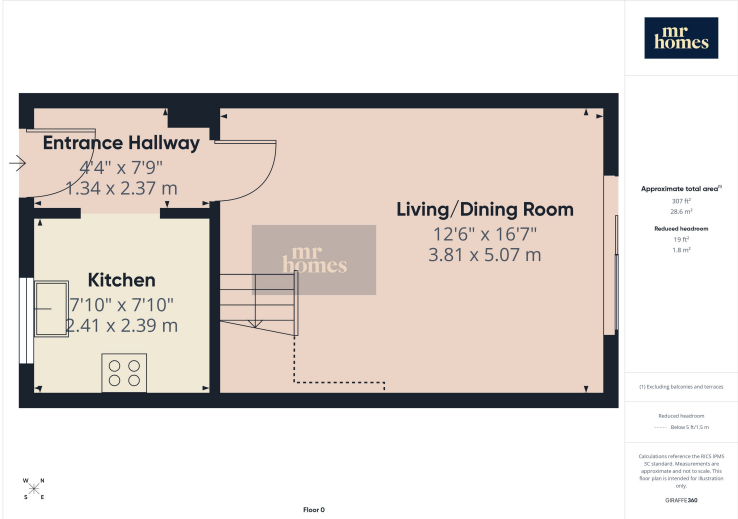 mr
homes
Entrance Hallway
4'4" x 7'9"
1.34 x 2.37 m
Living/Dining Room
12'6" x 16'7"
3.81 x 5.07 m
mr
homes
Kitchen
7'10" x 7'10"
2.41 x 2.39 m
W N
S E
Floor 0
Approximate total area(1)
307 ft²
28.6 m²
Reduced headroom
19 ft²
1.8 m²
(1) Excluding balconies and terraces
Reduced headroom
Below 5 ft/1.5 m
Calculations reference the RICS IPMS
3C standard. Measurements are
approximate and not to scale. This
floor plan is intended for illustration
only.
GIRAFFE360